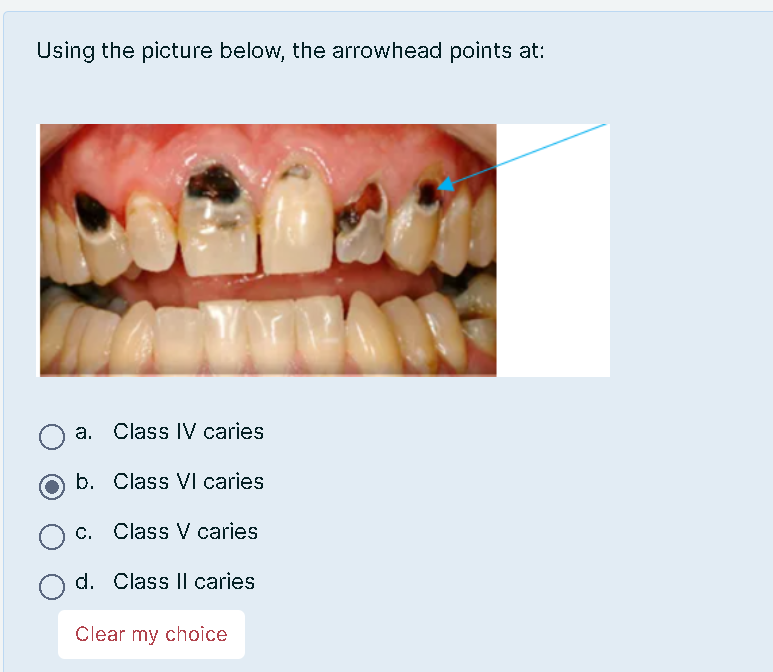 Using the picture below, the arrowhead points at:
a. Class IV caries
b. Class VI caries
c. Class V caries
d. Class II caries
Clear my choice